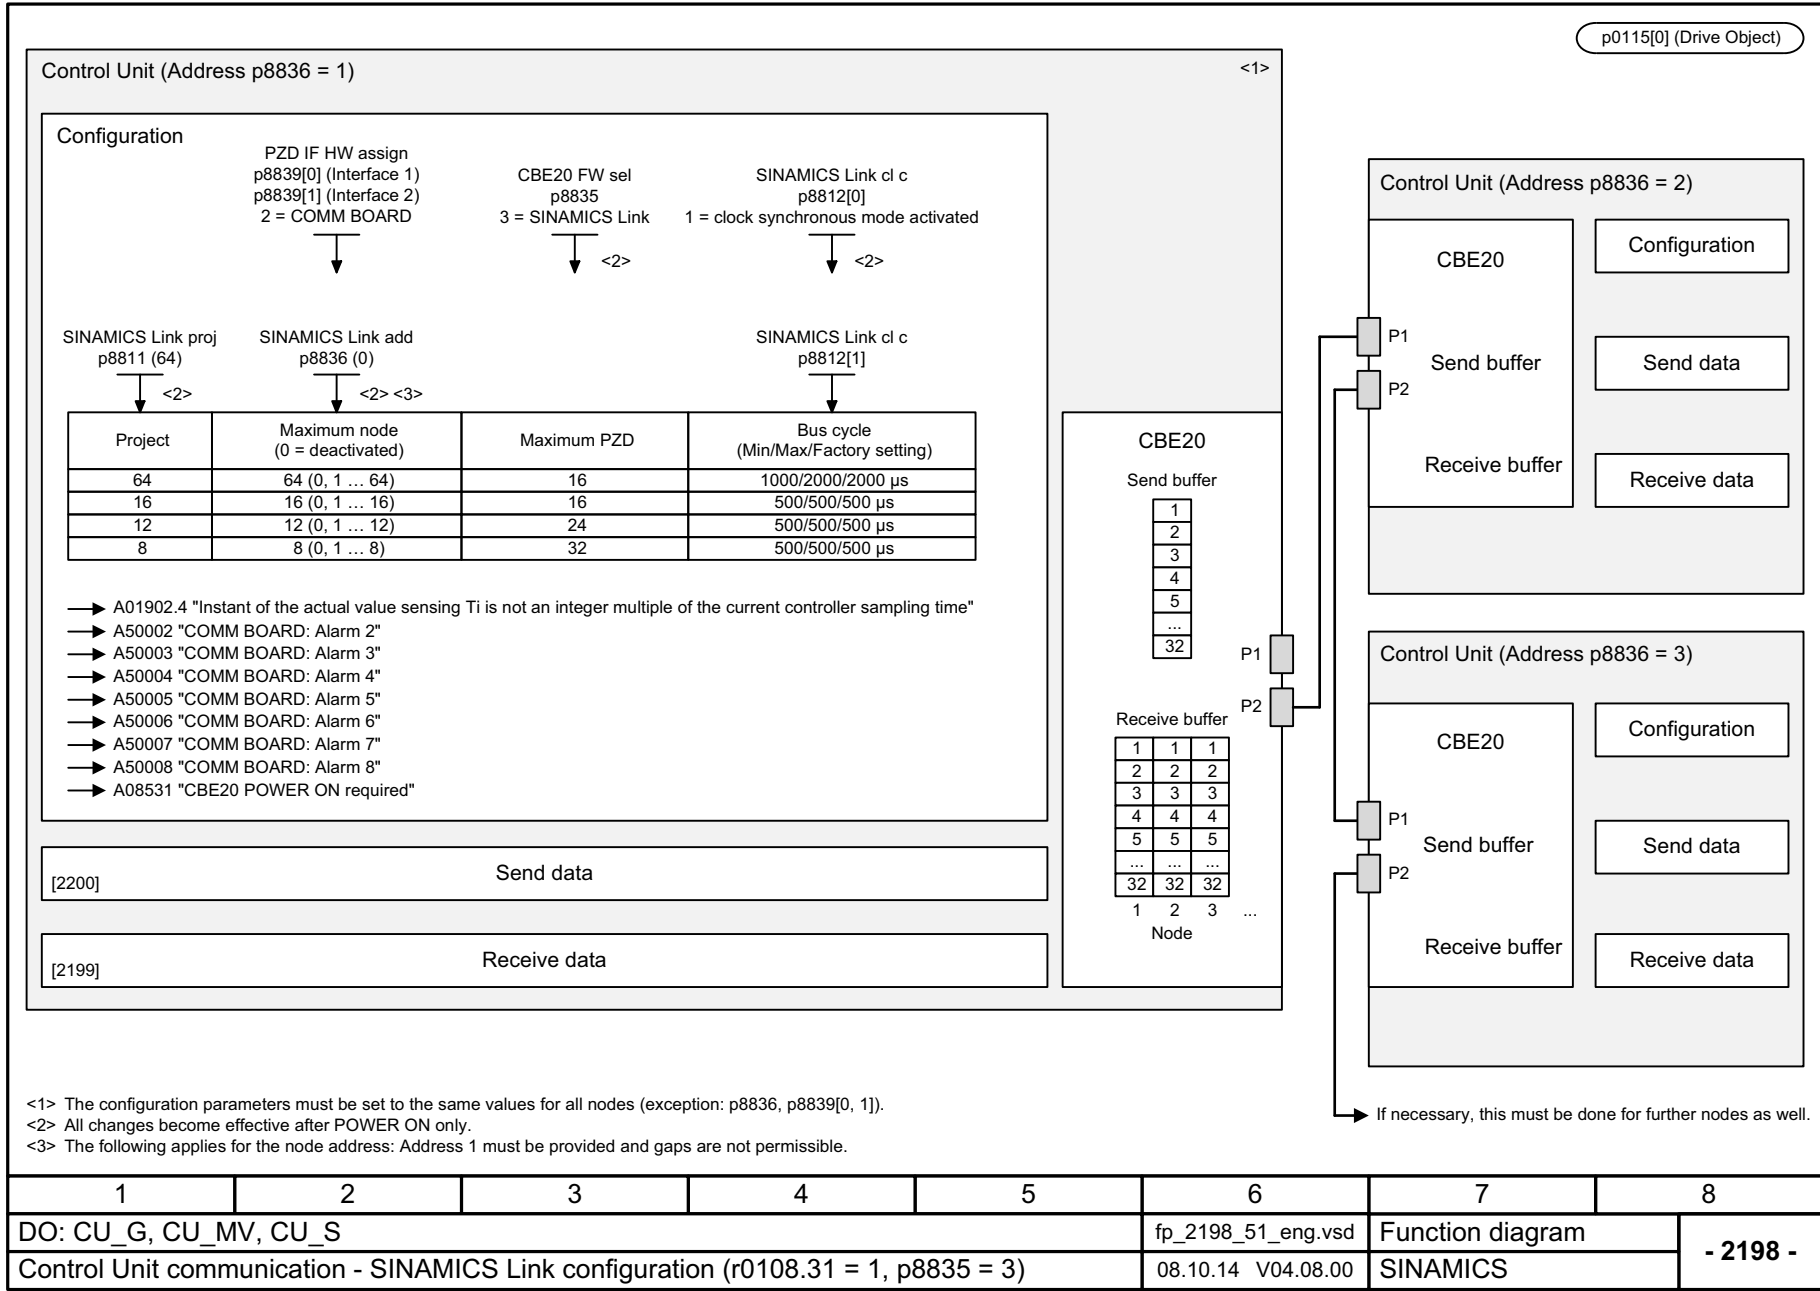 p0115[0] (Drive Object)
Control Unit (Address p8836 = 1)
<1>
Configuration
PZD IF HW assign
p8839[0] (Interface 1)
p8839[1] (Interface 2)
2 = COMM BOARD
CBE20 FW sel
p8835
3 = SINAMICS Link
<2>
SINAMICS Link cl c
p8812[0]
1 = clock synchronous mode activated
<2>
SINAMICS Link proj
p8811 (64)
<2>
SINAMICS Link add
p8836 (0)
<2> <3>
SINAMICS Link cl c
p8812[1]
Project
Maximum node
(0 = deactivated)
Maximum PZD
Bus cycle
(Min/Max/Factory setting)
64 64 (0, 1 … 64) 16 1000/2000/2000 µs
16 16 (0, 1 … 16) 16 500/500/500 µs
12 12 (0, 1 … 12) 24 500/500/500 µs
8 8 (0, 1 … 8) 32 500/500/500 µs
A01902.4 "Instant of the actual value sensing Ti is not an integer multiple of the current controller sampling time"
A50002 "COMM BOARD: Alarm 2"
A50003 "COMM BOARD: Alarm 3"
A50004 "COMM BOARD: Alarm 4"
A50005 "COMM BOARD: Alarm 5"
A50006 "COMM BOARD: Alarm 6"
A50007 "COMM BOARD: Alarm 7"
A50008 "COMM BOARD: Alarm 8"
A08531 "CBE20 POWER ON required"
[2200]
Send data
[2199]
Receive data
CBE20
Send buffer
1
2
3
4
5
...
32
P1
P2
Receive buffer
1 1 1
2 2 2
3 3 3
4 4 4
5 5 5
... ... ...
32 32 32
1 2 3 ...
Node
Control Unit (Address p8836 = 2)
CBE20
Configuration
P1
Send buffer
Send data
P2
Receive buffer
Receive data
Control Unit (Address p8836 = 3)
CBE20
Configuration
P1
Send buffer
Send data
P2
Receive buffer
Receive data
If necessary, this must be done for further nodes as well.
<1> The configuration parameters must be set to the same values for all nodes (exception: p8836, p8839[0, 1]).
<2> All changes become effective after POWER ON only.
<3> The following applies for the node address: Address 1 must be provided and gaps are not permissible.
1 2 3 4 5 6 7 8
DO: CU_G, CU_MV, CU_S
fp_2198_51_eng.vsd
Function diagram
- 2198 -
Control Unit communication - SINAMICS Link configuration (r0108.31 = 1, p8835 = 3)
08.10.14 V04.08.00
SINAMICS